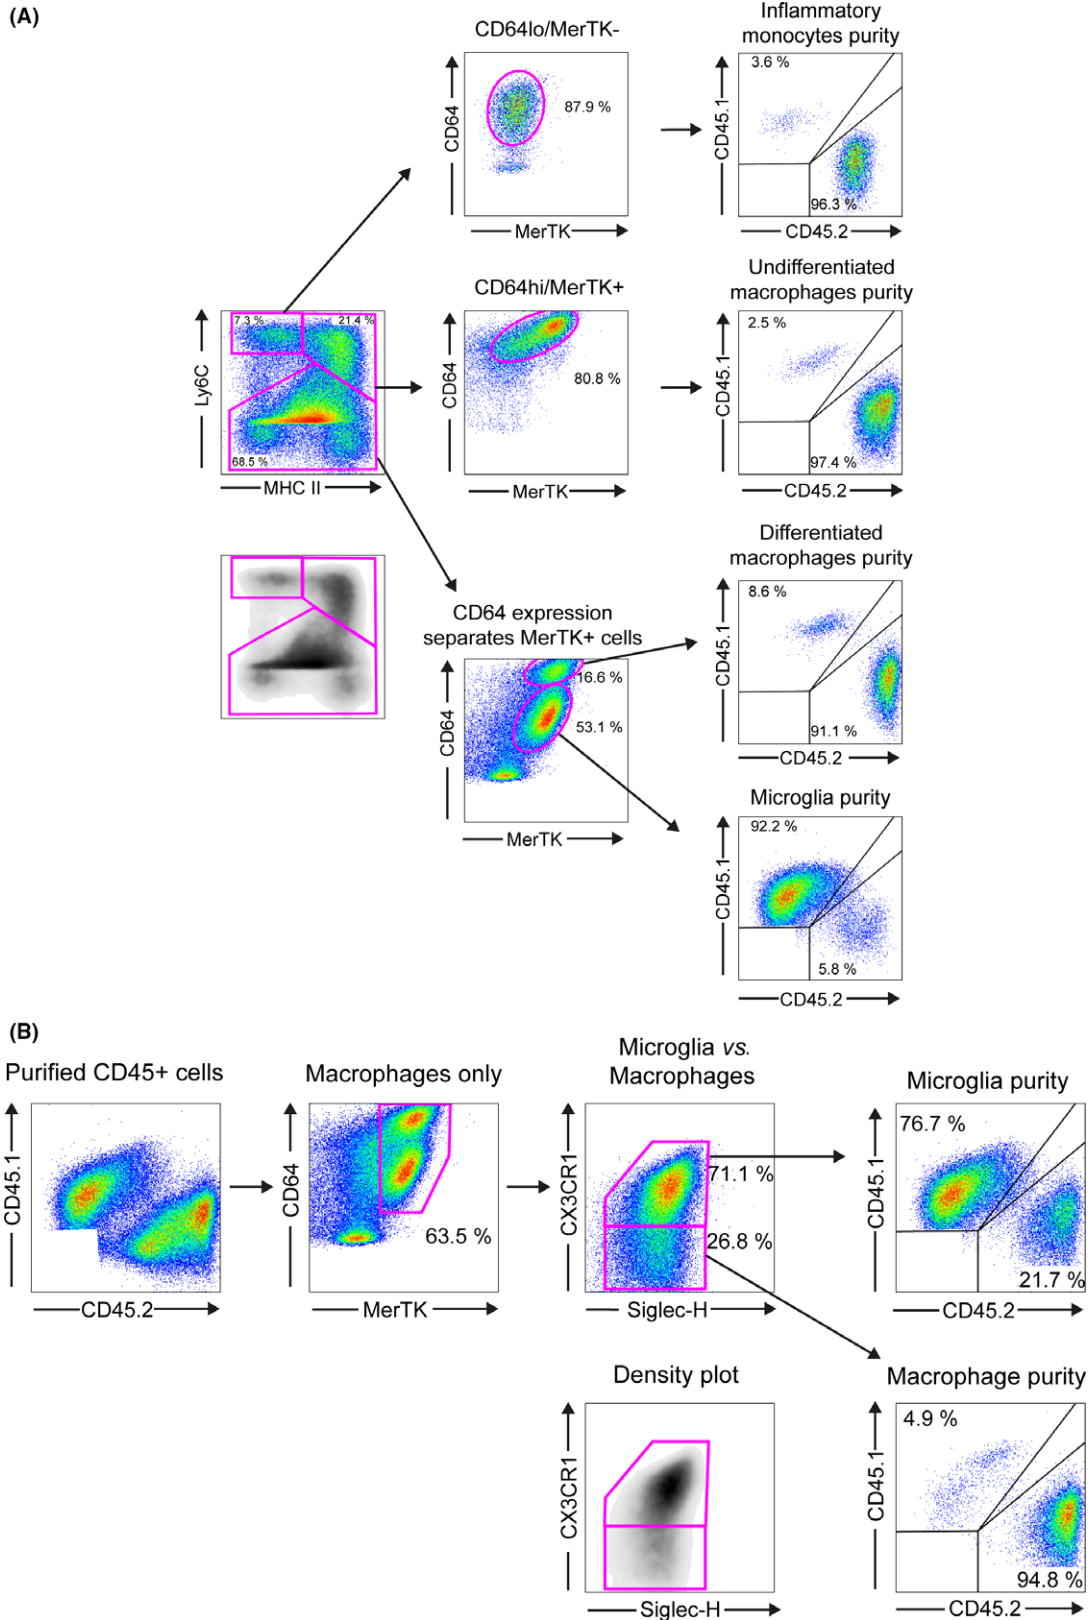 (A)
CD64lo/MerTK-
CD64
87.9 %
MerTK
Inflammatory
monocytes purity
3.6 %
CD45.1
96.3 %
CD45.2
Ly6C
7.3 %
21.4 %
68.5 %
MHC II
CD64hi/MerTK+
CD64
80.8 %
MerTK
Undifferentiated
macrophages purity
2.5 %
CD45.1
97.4 %
CD45.2
CD64 expression
separates MerTK+ cells
CD64
16.6 %
53.1 %
MerTK
Differentiated
macrophages purity
8.6 %
CD45.1
91.1 %
CD45.2
Microglia purity
92.2 %
CD45.1
5.8 %
CD45.2
(B)
Purified CD45+ cells
CD45.1
CD45.2
Macrophages only
CD64
63.5 %
MerTK
Microglia vs.
Macrophages
CX3CR1
71.1 %
26.8 %
Siglec-H
Microglia purity
76.7 %
CD45.1
21.7 %
CD45.2
Density plot
CX3CR1
Siglec-H
Macrophage purity
4.9 %
CD45.1
94.8 %
CD45.2